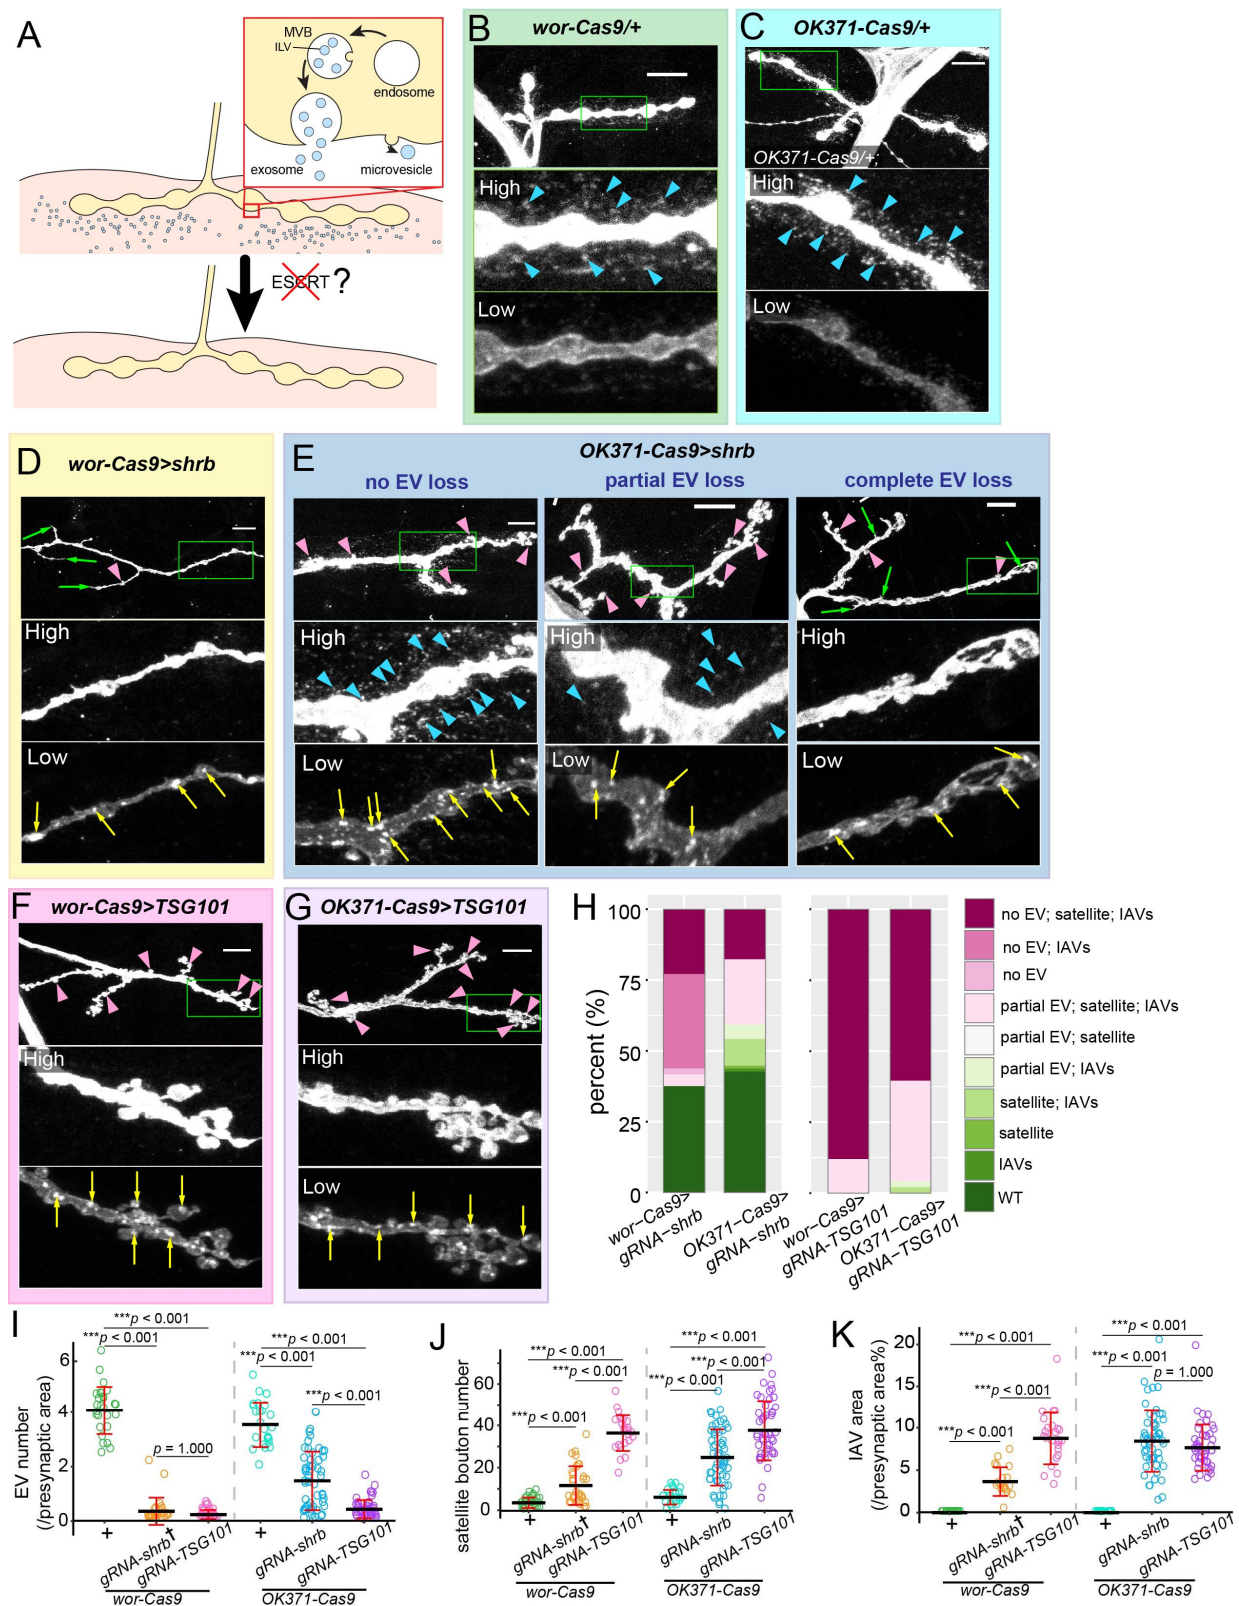 A
MVB
ILV
endosome
exosome
microvesicle
ESCRT ?
B
wor-Cas9/+
High
Low
C
OK371-Cas9/+
OK371-Cas9/+;
High
Low
D
wor-Cas9>shrb
High
Low
E
OK371-Cas9>shrb
no EV loss
partial EV loss
complete EV loss
High
High
High
Low
Low
Low
F
wor-Cas9>TSG101
High
G
OK371-Cas9>TSG101
High
Low
H
percent (%)
100
75
50
25
0
wor-Cas9>
gRNA-shrb
OK371-Cas9>
gRNA-shrb
wor-Cas9>
gRNA-TSG101
OK371-Cas9>
gRNA-TSG101
no EV; satellite; IAVs
no EV; IAVs
no EV
partial EV; satellite; IAVs
partial EV; satellite
partial EV; IAVs
satellite; IAVs
satellite
IAVs
WT
I
EV number
(/presynaptic area)
6
4
2
0
***p < 0.001
***p < 0.001
p = 1.000
***p < 0.001
***p < 0.001
***p < 0.001
+
gRNA-shrb†
gRNA-TSG101
wor-Cas9
+
gRNA-shrb
gRNA-TSG101
OK371-Cas9
J
satellite bouton number
60
40
20
0
***p < 0.001
***p < 0.001
***p < 0.001
***p < 0.001
***p < 0.001
***p < 0.001
+
gRNA-shrb†
gRNA-TSG101
wor-Cas9
+
gRNA-shrb
gRNA-TSG101
OK371-Cas9
K
IAV area
(/presynaptic area%)
20
15
10
5
0
***p < 0.001
***p < 0.001
***p < 0.001
***p < 0.001
***p < 0.001
p = 1.000
+
gRNA-shrb†
gRNA-TSG101
wor-Cas9
+
gRNA-shrb
gRNA-TSG101
OK371-Cas9